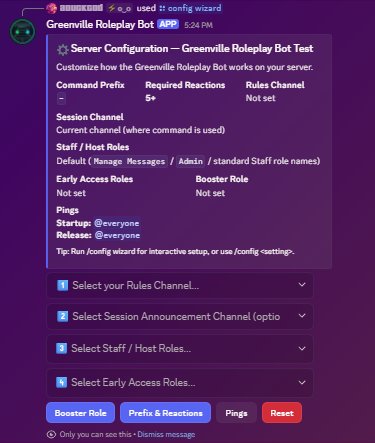 o_o used config wizard
Greenville Roleplay Bot APP 5:24 PM
Server Configuration — Greenville Roleplay Bot Test
Customize how the Greenville Roleplay Bot works on your server.
Command Prefix Required Reactions Rules Channel
- 5+ Not set
Session Channel
Current channel (where command is used)
Staff / Host Roles
Default ( Manage Messages / Admin / standard Staff role names)
Early Access Roles Booster Role
Not set Not set
Pings
Startup: @everyone
Release: @everyone
Tip: Run /config wizard for interactive setup, or use /config <setting>.
1 Select your Rules Channel...
2 Select Session Announcement Channel (optio
3 Select Staff / Host Roles...
4 Select Early Access Roles...
Booster Role Prefix & Reactions Pings Reset
Only you can see this • Dismiss message